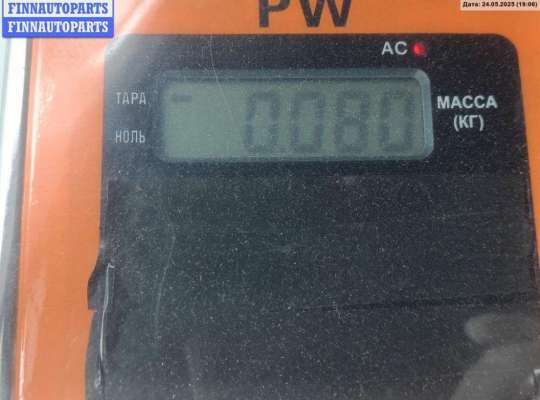 FINNAUTOPARTS
FINNAUTOPARTS
Дата: 24.05.2025 (19:06)
PW
AC
ТАРА
0.080
МАССА
(КГ)
НОЛЬ